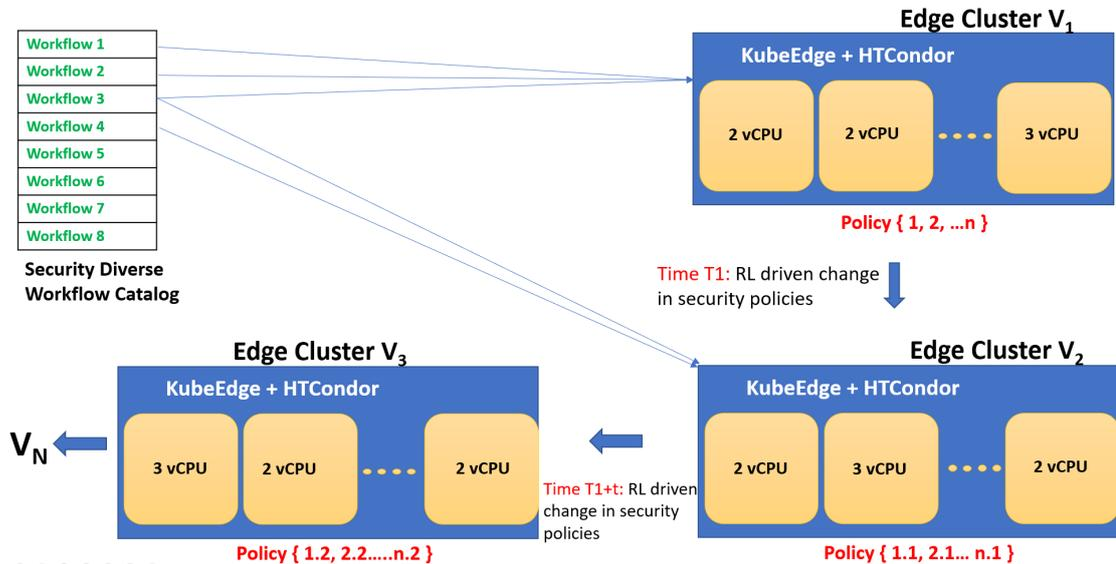 Workflow 1
Workflow 2
Workflow 3
Workflow 4
Workflow 5
Workflow 6
Workflow 7
Workflow 8
Security Diverse
Workflow Catalog
Edge Cluster V1
KubeEdge + HTCondor
2 vCPU
2 vCPU
3 vCPU
Policy { 1, 2, …n }
Time T1: RL driven change
in security policies
Edge Cluster V2
KubeEdge + HTCondor
2 vCPU
3 vCPU
2 vCPU
Policy { 1.1, 2.1… n.1 }
Time T1+t: RL driven
change in security
policies
Edge Cluster V3
KubeEdge + HTCondor
3 vCPU
2 vCPU
2 vCPU
Policy { 1.2, 2.2…..n.2 }
VN